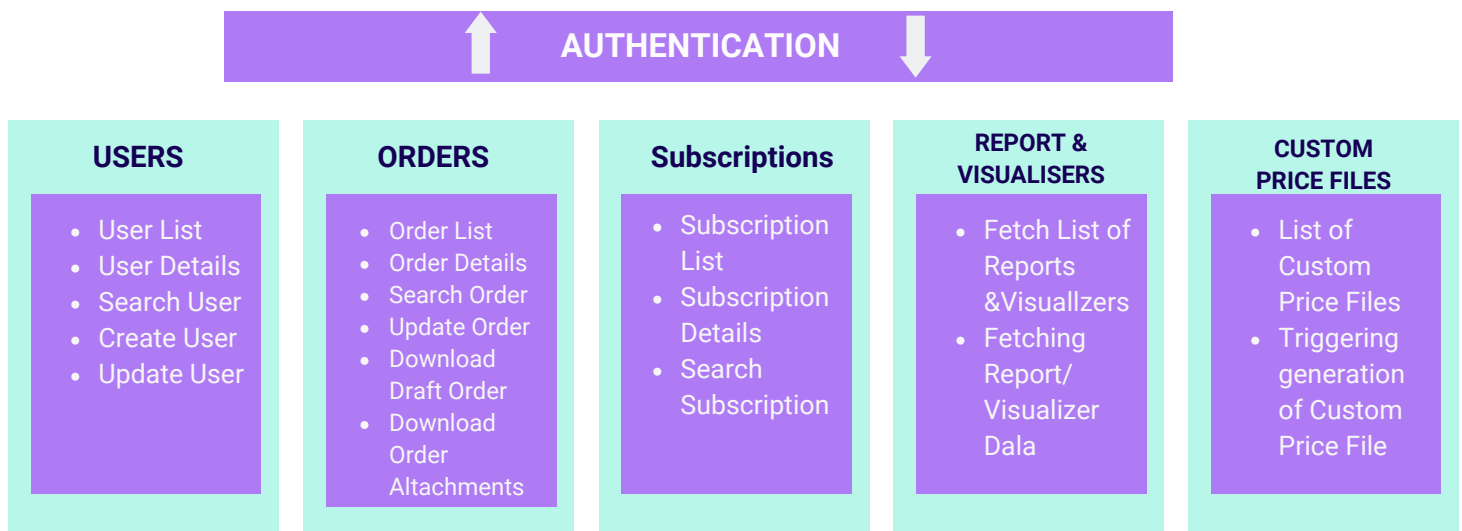 AUTHENTICATION
USERS
• User List
• User Details
• Search User
• Create User
• Update User
ORDERS
• Order List
• Order Details
• Search Order
• Update Order
• Download
Draft Order
• Download
Order
Altachments
Subscriptions
• Subscription
List
• Subscription
Details
• Search
Subscription
REPORT &
VISUALISERS
• Fetch List of
Reports
&Visuallzers
• Fetching
Report/
Visualizer
Dala
CUSTOM
PRICE FILES
• List of
Custom
Price Files
• Triggering
generation
of Custom
Price File